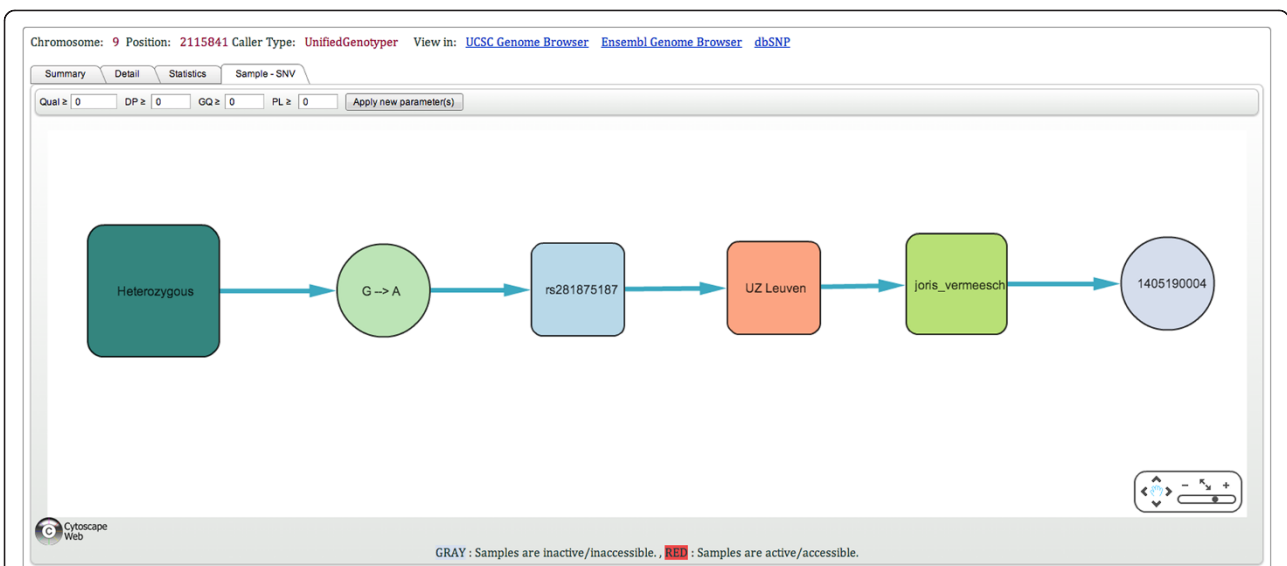 Chromosome: 9 Position: 2115841 Caller Type: UnifiedGenotyper View in: UCSC Genome Browser Ensembl Genome Browser dbSNP
Summary Detail Statistics Sample - SNV
Qual ≥ 0 DP ≥ 0 GQ ≥ 0 PL ≥ 0 Apply new parameter(s)
Heterozygous G --> A rs281875187 UZ Leuven joris_vermeesch 1405190004
Cytoscape
Web
GRAY : Samples are inactive/inaccessible. , RED : Samples are active/accessible.